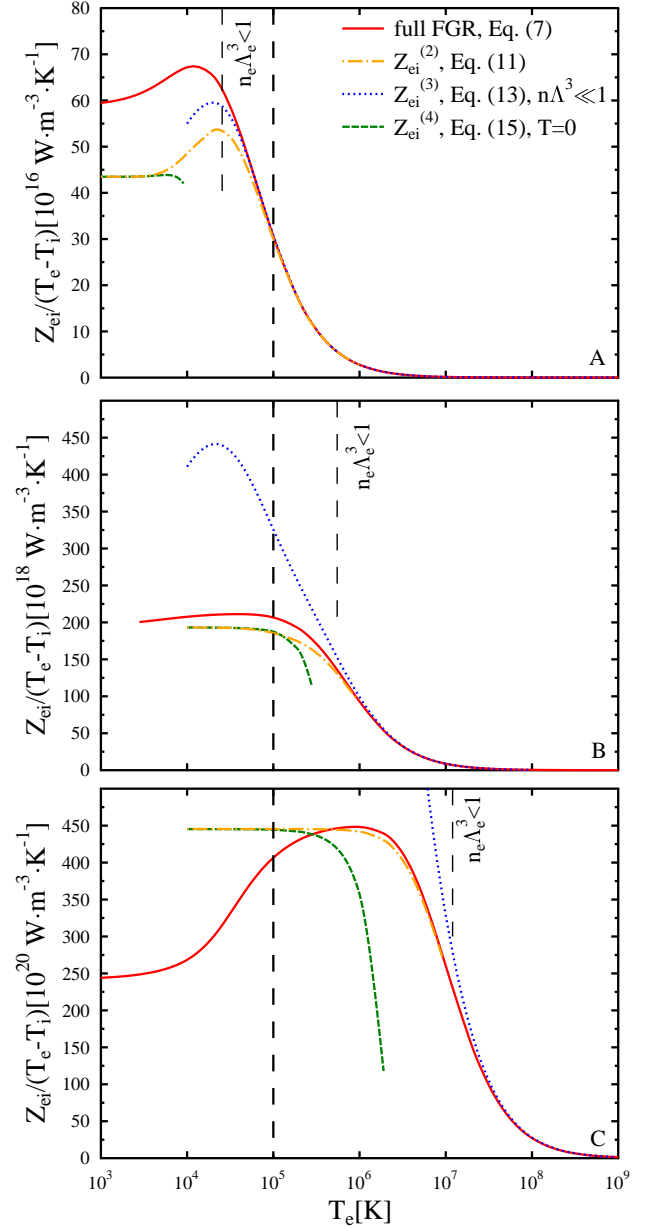 80
70
60
50
40
30
20
10
0
Z_ei/(T_e-T_i)[10^16 W·m^-3·K^-1]
n_eΛ_e^3<1
full FGR, Eq. (7)
Z_ei^(2), Eq. (11)
Z_ei^(3), Eq. (13), nΛ^3≪1
Z_ei^(4), Eq. (15), T=0
A
450
400
350
300
250
200
150
100
50
0
Z_ei/(T_e-T_i)[10^18 W·m^-3·K^-1]
n_eΛ_e^3<1
B
450
400
350
300
250
200
150
100
50
0
Z_ei/(T_e-T_i)[10^20 W·m^-3·K^-1]
n_eΛ_e^3<1
C
10^3 10^4 10^5 10^6 10^7 10^8 10^9
T_e[K]